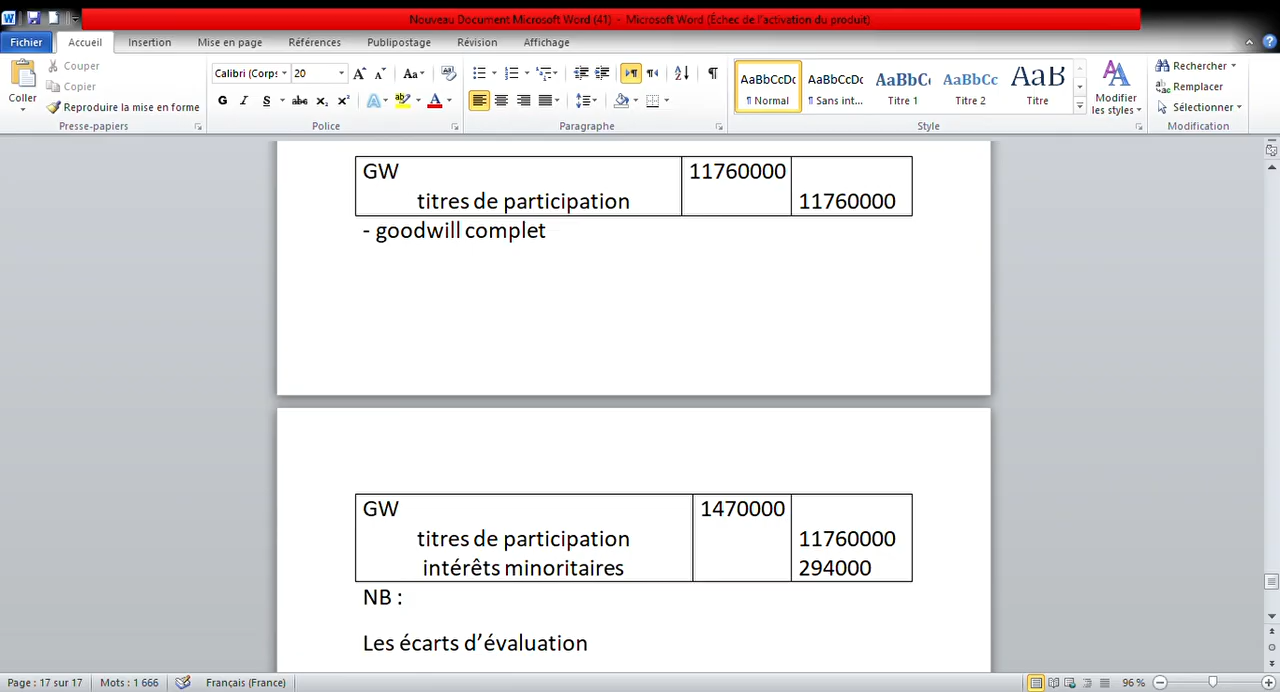 Nouveau Document Microsoft Word (41) - Microsoft Word (Échec de l'activation du produit)
Fichier Accueil Insertion Mise en page Références Publipostage Révision Affichage
Coller
Couper
Copier
Reproduire la mise en forme
Presse-papiers
Calibri (Corps 20
G I S abc x₂ x²
Police
Paragraphe
AaBbCcDc AaBbCcDc AaBbC AaBbCc AaB
¶ Normal ¶ Sans int... Titre 1 Titre 2 Titre
Modifier les styles
Style
Rechercher
Remplacer
Sélectionner
Modification
GW 11760000
titres de participation 11760000
- goodwill complet
GW 1470000
titres de participation 11760000
intérêts minoritaires 294000
NB :
Les écarts d’évaluation
Page : 17 sur 17 Mots : 1 666 Français (France) 96 %